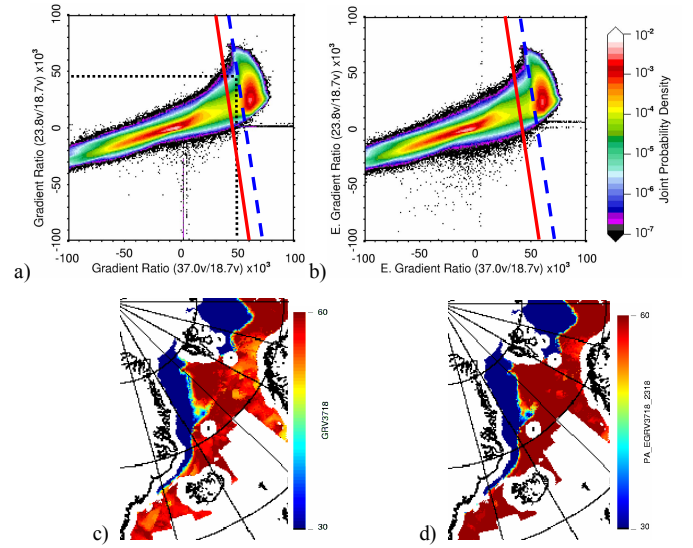 100
50
0
-50
-100
Gradient Ratio (23.8v/18.7v) x10³
-100 -50 0 50 100
Gradient Ratio (37.0v/18.7v) x10³
a)
100
50
0
-50
-100
E. Gradient Ratio (23.8v/18.7v) x10³
-100 -50 0 50 100
E. Gradient Ratio (37.0v/18.7v) x10³
b)
10⁻²
10⁻³
10⁻⁴
10⁻⁵
10⁻⁶
10⁻⁷
Joint Probability Density
60
GRV3718
30
c)
60
PA_EGRV3718_2318
30
d)